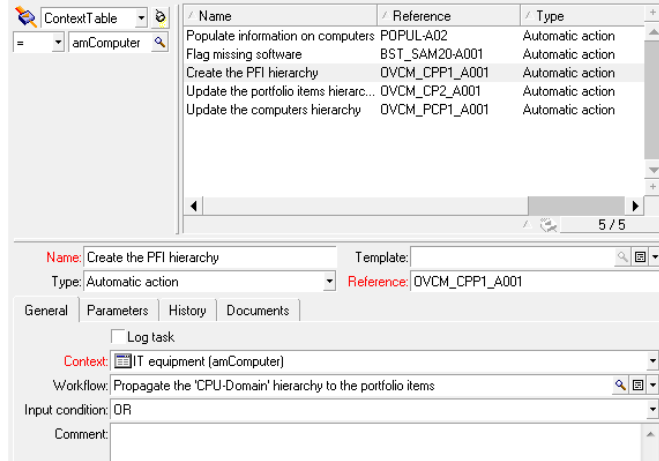 ContextTable
= amComputer
Name Reference Type
Populate information on computers POPUL-A02 Automatic action
Flag missing software BST_SAM20-A001 Automatic action
Create the PFI hierarchy OVCM_CPP1_A001 Automatic action
Update the portfolio items hierarc... OVCM_CP2_A001 Automatic action
Update the computers hierarchy OVCM_PCP1_A001 Automatic action
5/5
Name: Create the PFI hierarchy Template:
Type: Automatic action Reference: OVCM_CPP1_A001
General Parameters History Documents
Log task
Context: IT equipment (amComputer)
Workflow: Propagate the 'CPU-Domain' hierarchy to the portfolio items
Input condition: OR
Comment: